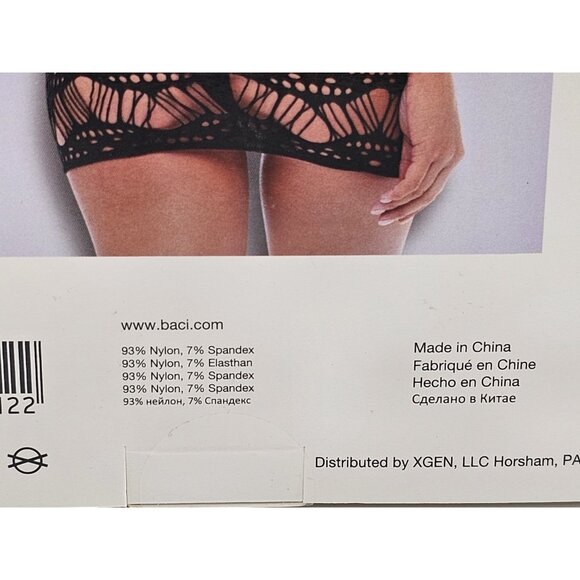 www.baci.com
93% Nylon, 7% Spandex
93% Nylon, 7% Elasthan
93% Nylon, 7% Spandex
93% Nylon, 7% Spandex
93% нейлон, 7% Спандекс
Made in China
Fabriqué en Chine
Hecho en China
Сделано в Китае
122
Distributed by XGEN, LLC Horsham, PA